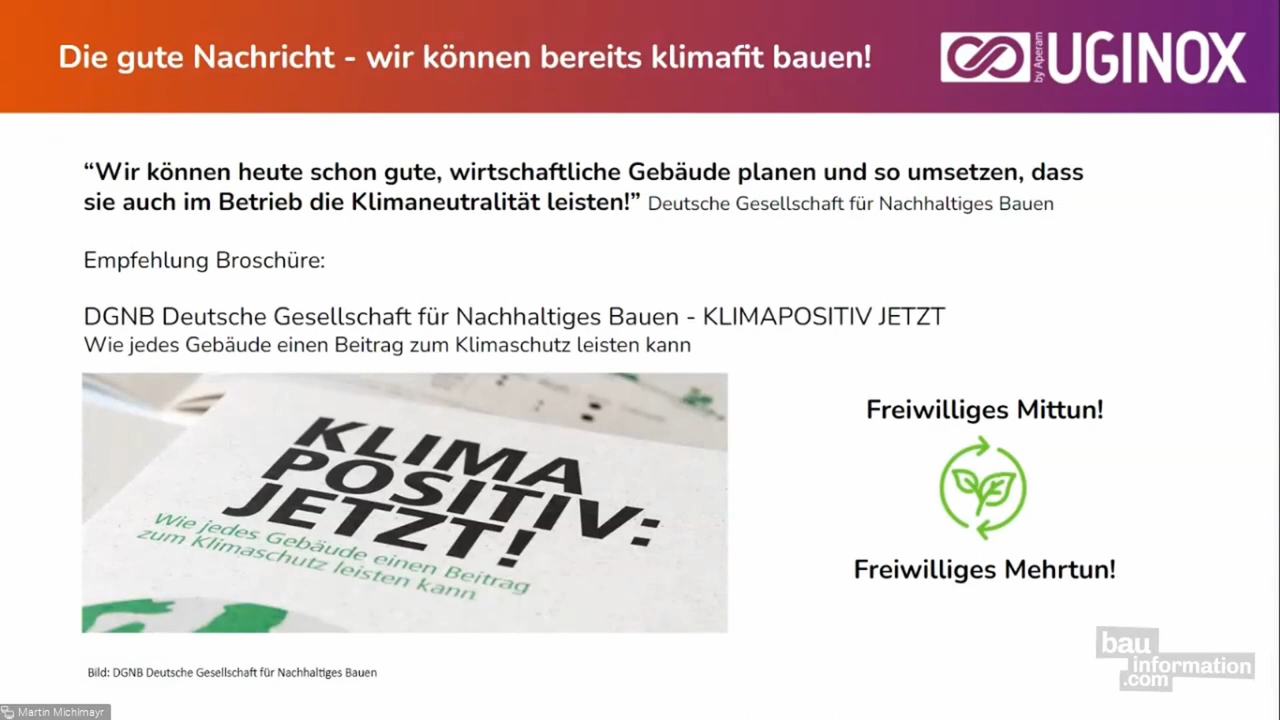 Die gute Nachricht - wir können bereits klimafit bauen!
by Aperam
UGINOX
“Wir können heute schon gute, wirtschaftliche Gebäude planen und so umsetzen, dass
sie auch im Betrieb die Klimaneutralität leisten!” Deutsche Gesellschaft für Nachhaltiges Bauen
Empfehlung Broschüre:
DGNB Deutsche Gesellschaft für Nachhaltiges Bauen - KLIMAPOSITIV JETZT
Wie jedes Gebäude einen Beitrag zum Klimaschutz leisten kann
KLIMA
POSITIV:
JETZT!
Wie jedes Gebäude einen Beitrag
zum Klimaschutz leisten kann
Freiwilliges Mittun!
Freiwilliges Mehrtun!
Bild: DGNB Deutsche Gesellschaft für Nachhaltiges Bauen
bau
information
.com
Martin Michlmayr